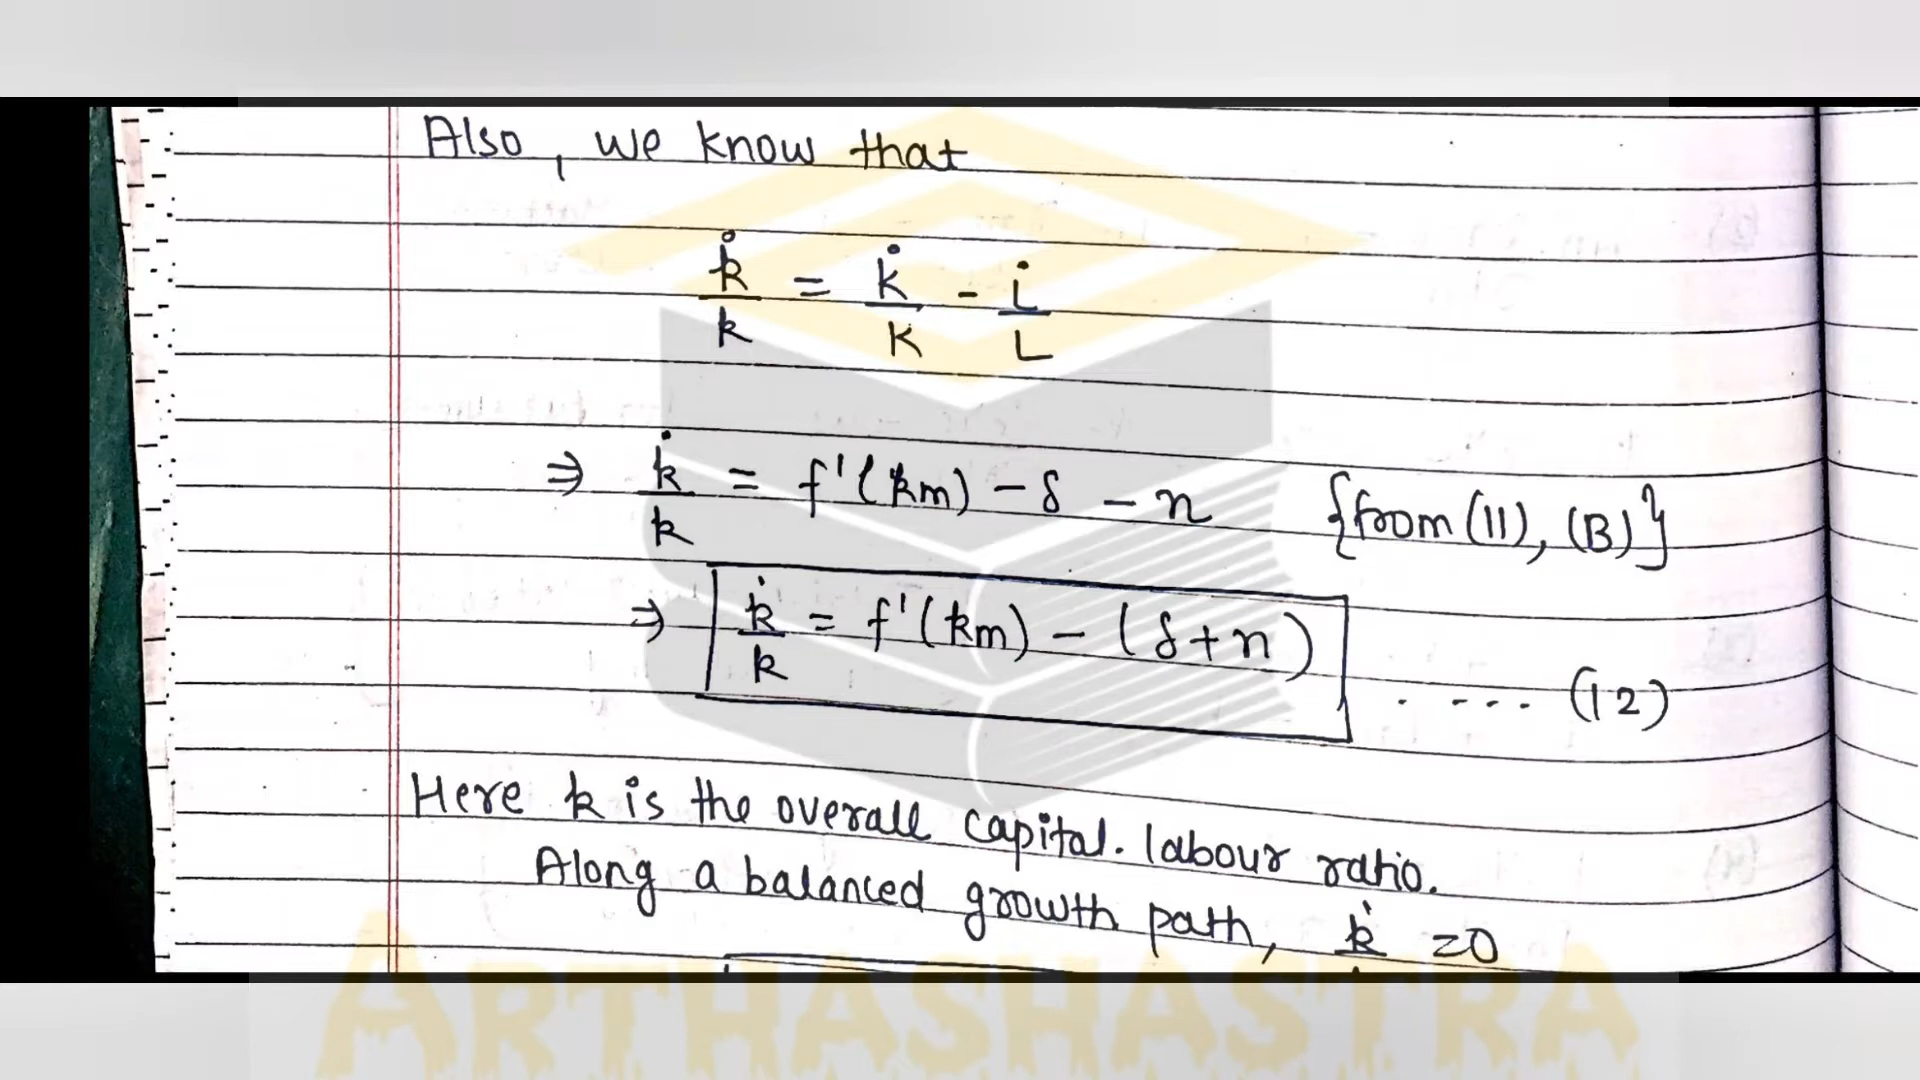 Also, we know that
k̇/k = K̇/K - L̇/L
⇒ k̇/k = f'(km) - δ - n {from (11), (B)}
⇒ k̇/k = f'(km) - (δ+n) . ... (12)
Here k is the overall capital. labour ratio.
Along a balanced growth path, k̇ =0
ARTHASHASTRA